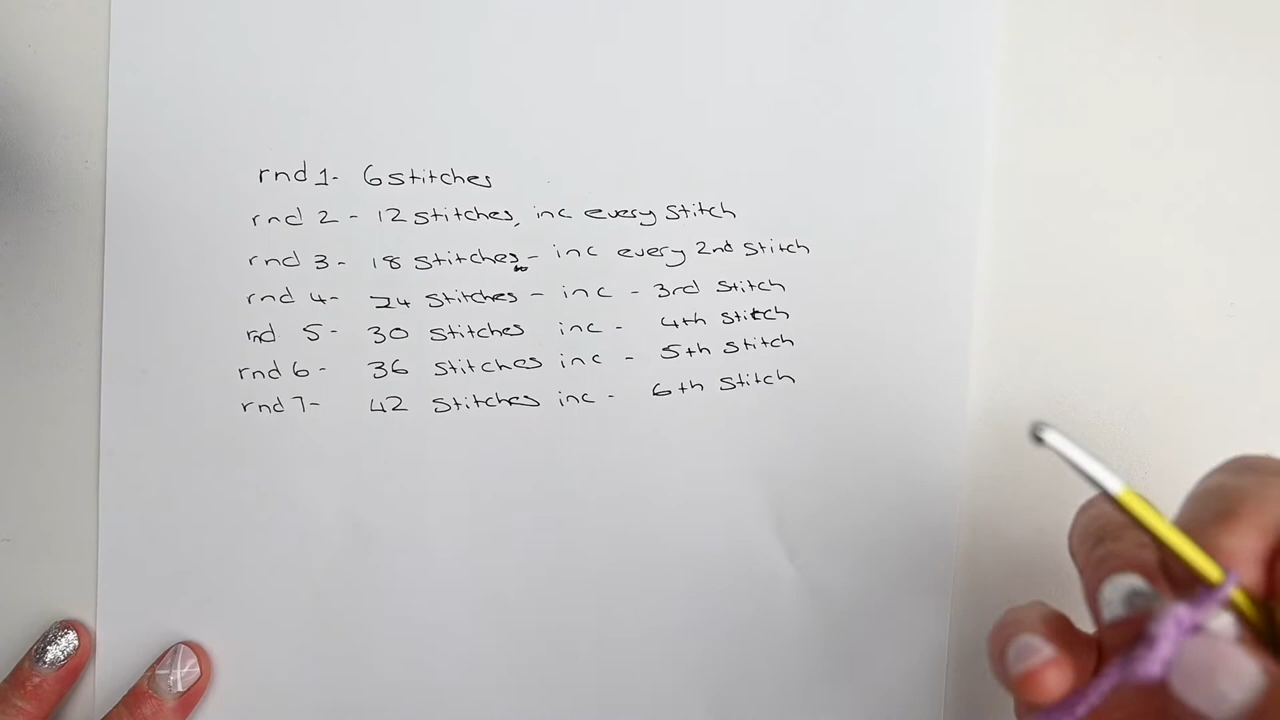 rnd 1- 6 stitches
rnd 2 - 12 stitches, inc every stitch
rnd 3 - 18 stitches - inc every 2nd stitch
rnd 4- 24 stitches - inc - 3rd stitch
rnd 5- 30 stitches inc - 4th stitch
rnd 6- 36 stitches inc - 5th stitch
rnd 7- 42 stitches inc - 6th stitch